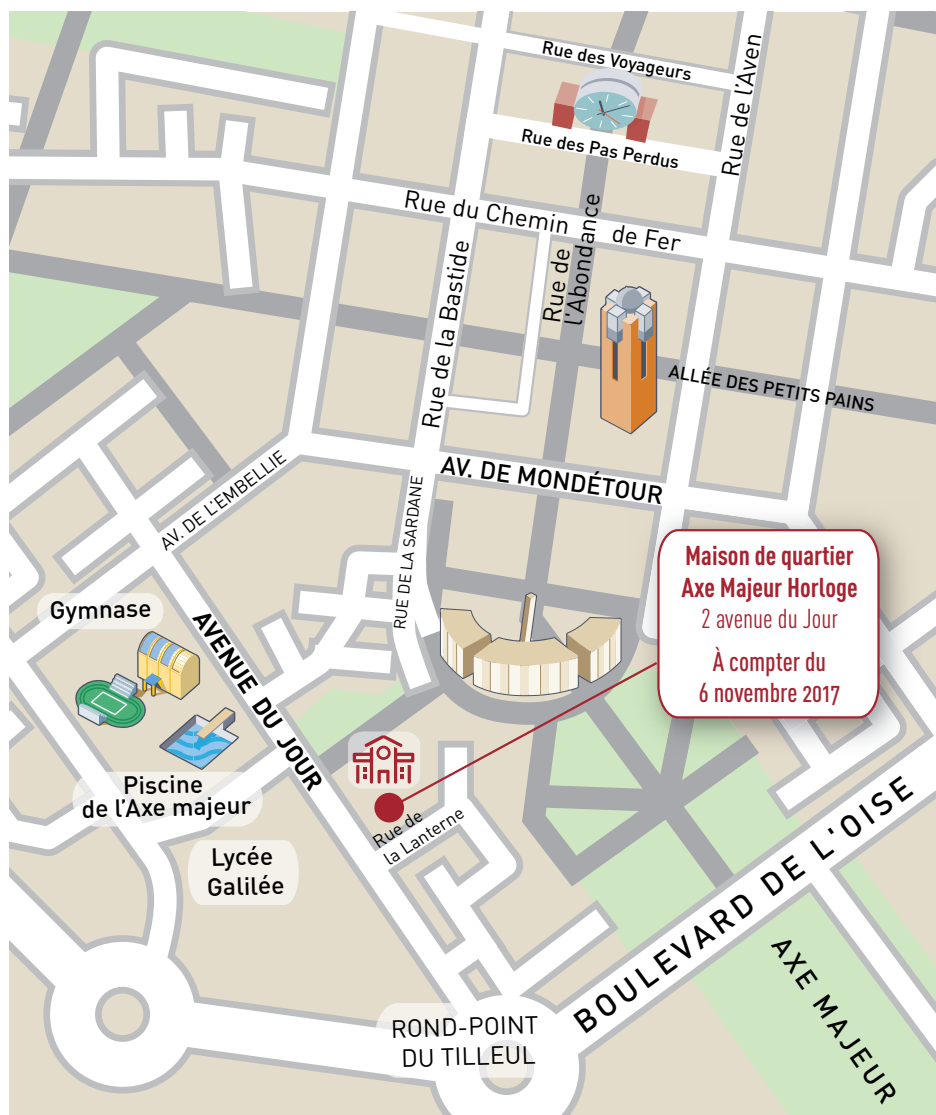 Rue des Voyageurs
Rue de l'Aven
Rue des Pas Perdus
Rue du Chemin de Fer
Rue de la Bastide
Rue de
l'Abondance
ALLÉE DES PETITS PAINS
AV. DE MONDÉTOUR
AV. DE L'EMBELLIE
RUE DE LA SARDANE
Maison de quartier
Axe Majeur Horloge
2 avenue du Jour
À compter du
6 novembre 2017
Gymnase
AVENUE DU JOUR
Piscine
de l'Axe majeur
Rue de
la Lanterne
Lycée
Galilée
BOULEVARD DE L'OISE
AXE MAJEUR
ROND-POINT
DU TILLEUL